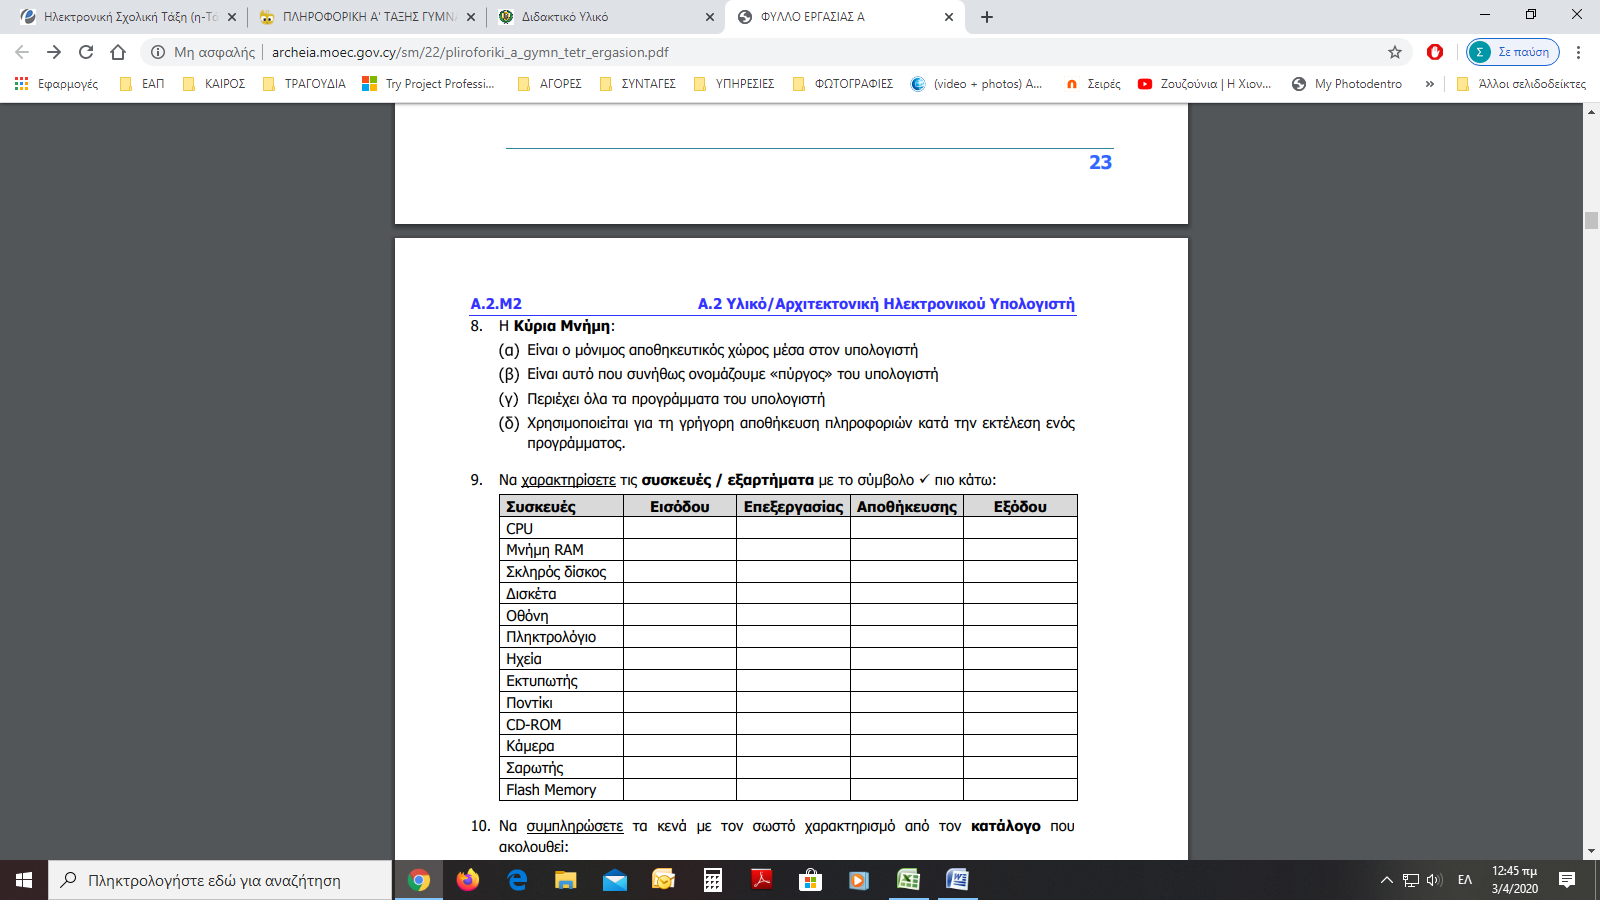 Ηλεκτρονική Σχολική Τάξη (η-Τά
ΠΛΗΡΟΦΟΡΙΚΗ Α' ΤΑΞΗΣ ΓΥΜΝΑ
Διδακτικό Υλικό
ΦΥΛΛΟ ΕΡΓΑΣΙΑΣ Α
Μη ασφαλής
archeia.moec.gov.cy/sm/22/pliroforiki_a_gymn_tetr_ergasion.pdf
Σ Σε παύση
Εφαρμογές
ΕΑΠ
ΚΑΙΡΟΣ
ΤΡΑΓΟΥΔΙΑ
Try Project Professi...
ΑΓΟΡΕΣ
ΣΥΝΤΑΓΕΣ
ΥΠΗΡΕΣΙΕΣ
ΦΩΤΟΓΡΑΦΙΕΣ
(video + photos) A...
Σειρές
Ζουζούνια | Η Χιον...
My Photodentro
»
Άλλοι σελιδοδείκτες
23
Α.2.Μ2 Α.2 Υλικό/Αρχιτεκτονική Ηλεκτρονικού Υπολογιστή
8. Η Κύρια Μνήμη:
(α) Είναι ο μόνιμος αποθηκευτικός χώρος μέσα στον υπολογιστή
(β) Είναι αυτό που συνήθως ονομάζουμε «πύργος» του υπολογιστή
(γ) Περιέχει όλα τα προγράμματα του υπολογιστή
(δ) Χρησιμοποιείται για τη γρήγορη αποθήκευση πληροφοριών κατά την εκτέλεση ενός
προγράμματος.
9. Να χαρακτηρίσετε τις συσκευές / εξαρτήματα με το σύμβολο ✓ πιο κάτω:
Συσκευές Εισόδου Επεξεργασίας Αποθήκευσης Εξόδου
CPU
Μνήμη RAM
Σκληρός δίσκος
Δισκέτα
Οθόνη
Πληκτρολόγιο
Ηχεία
Εκτυπωτής
Ποντίκι
CD-ROM
Κάμερα
Σαρωτής
Flash Memory
10. Να συμπληρώσετε τα κενά με τον σωστό χαρακτηρισμό από τον κατάλογο που
ακολουθεί:
Πληκτρολογήστε εδώ για αναζήτηση
ΕΛ
12:45 πμ
3/4/2020